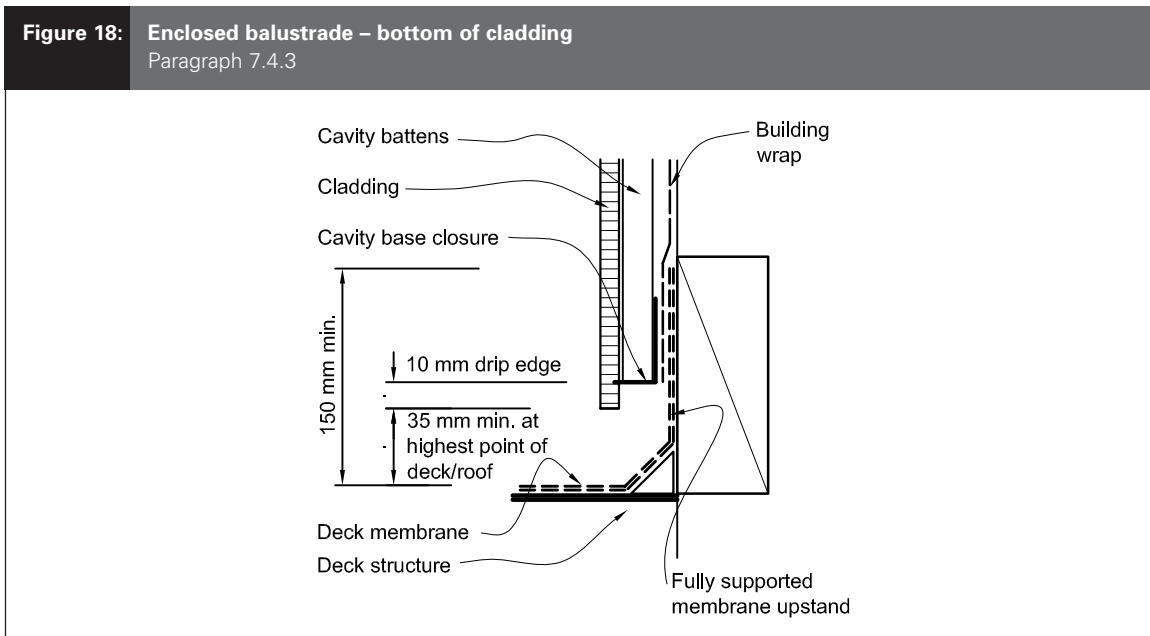 Figure 18:
Enclosed balustrade – bottom of cladding
Paragraph 7.4.3
Cavity battens
Building
wrap
Cladding
Cavity base closure
150 mm min.
10 mm drip edge
35 mm min. at
highest point of
deck/roof
Deck membrane
Deck structure
Fully supported
membrane upstand